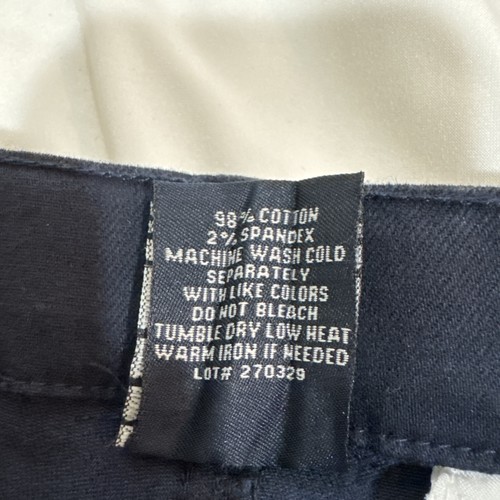 98% COTTON
2% SPANDEX
MACHINE WASH COLD
SEPARATELY
WITH LIKE COLORS
DO NOT BLEACH
TUMBLE DRY LOW HEAT
WARM IRON IF NEEDED
LOT# 270329